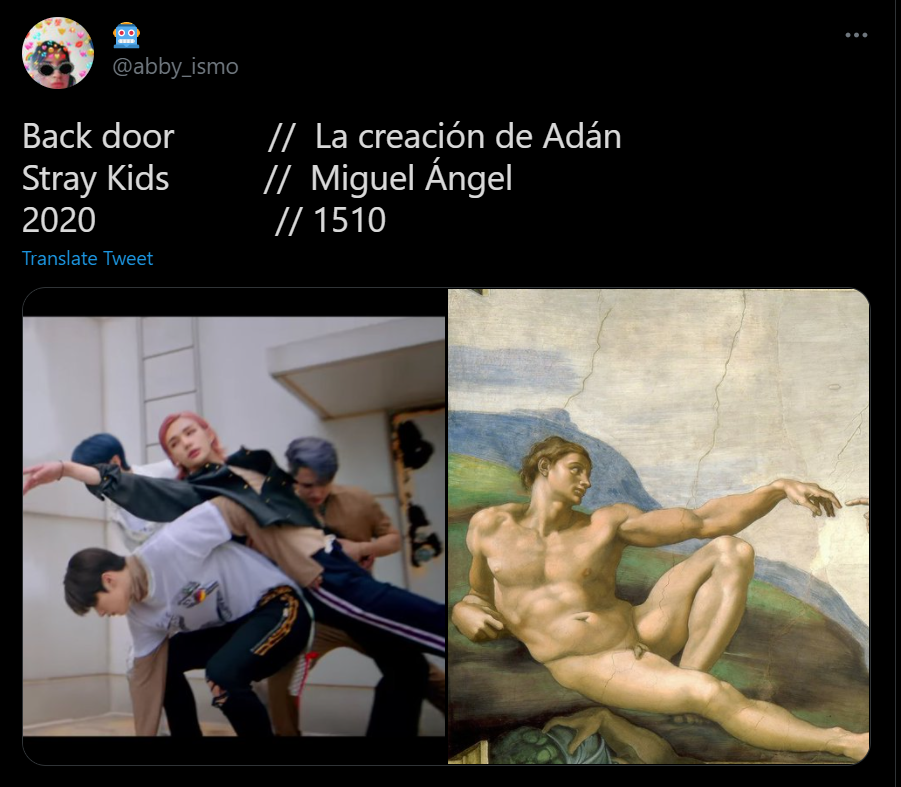 @abby_ismo
Back door // La creación de Adán
Stray Kids // Miguel Ángel
2020 // 1510
Translate Tweet